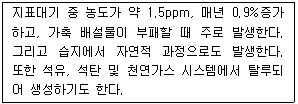 지표대기 중 농도가 약 1.5ppm, 매년 0.9%증가
하고, 가축 배설물이 부패할 때 주로 발생한다.
그리고 습지에서 자연적 과정으로도 발생한다.
또한 석유, 석탄 및 천연가스 시스템에서 탈루되
어 생성하기도 한다.